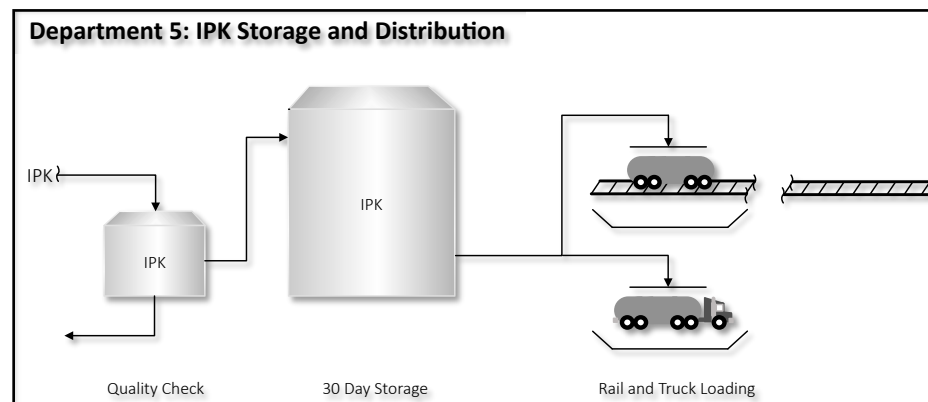 Department 5: IPK Storage and Distribution
IPK
IPK
IPK
Quality Check
30 Day Storage
Rail and Truck Loading